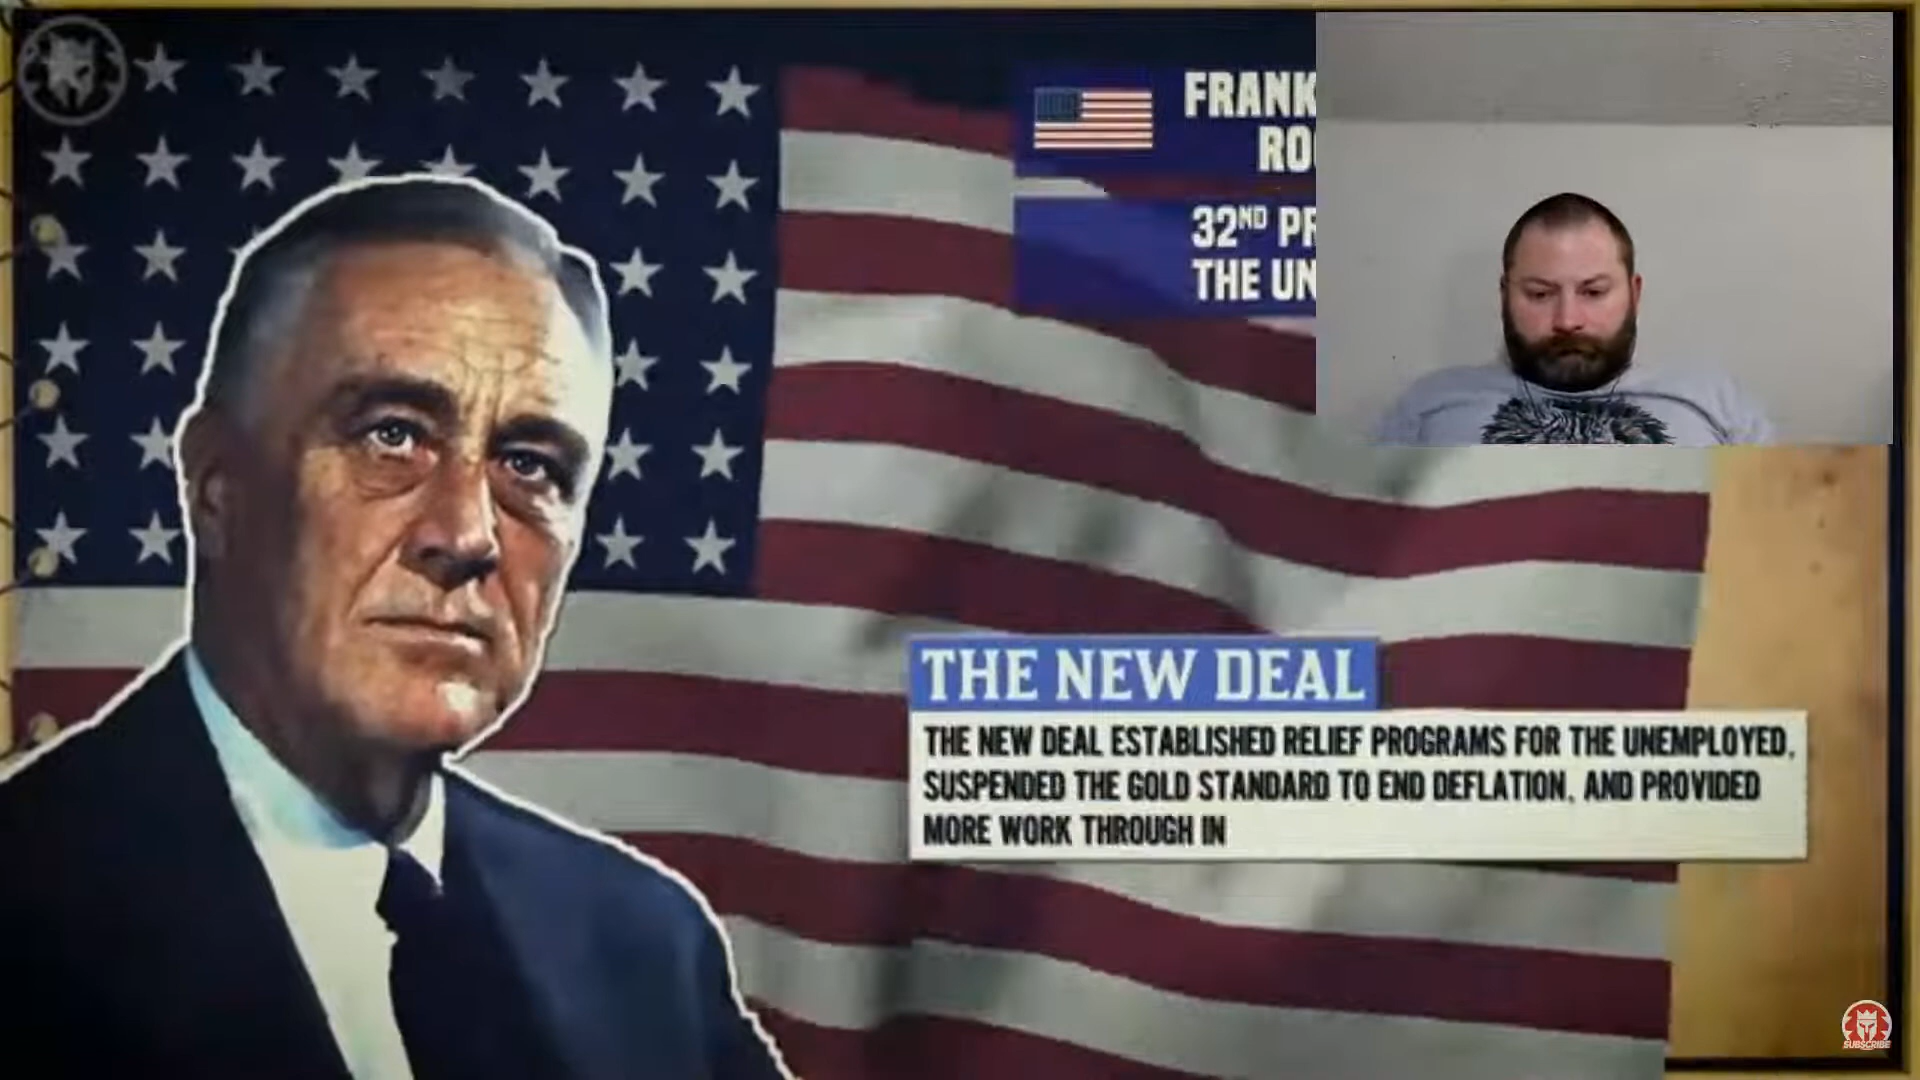 FRANK
RO
32ND PR
THE UN
THE NEW DEAL
THE NEW DEAL ESTABLISHED RELIEF PROGRAMS FOR THE UNEMPLOYED,
SUSPENDED THE GOLD STANDARD TO END DEFLATION, AND PROVIDED
MORE WORK THROUGH IN
SUBSCRIBE